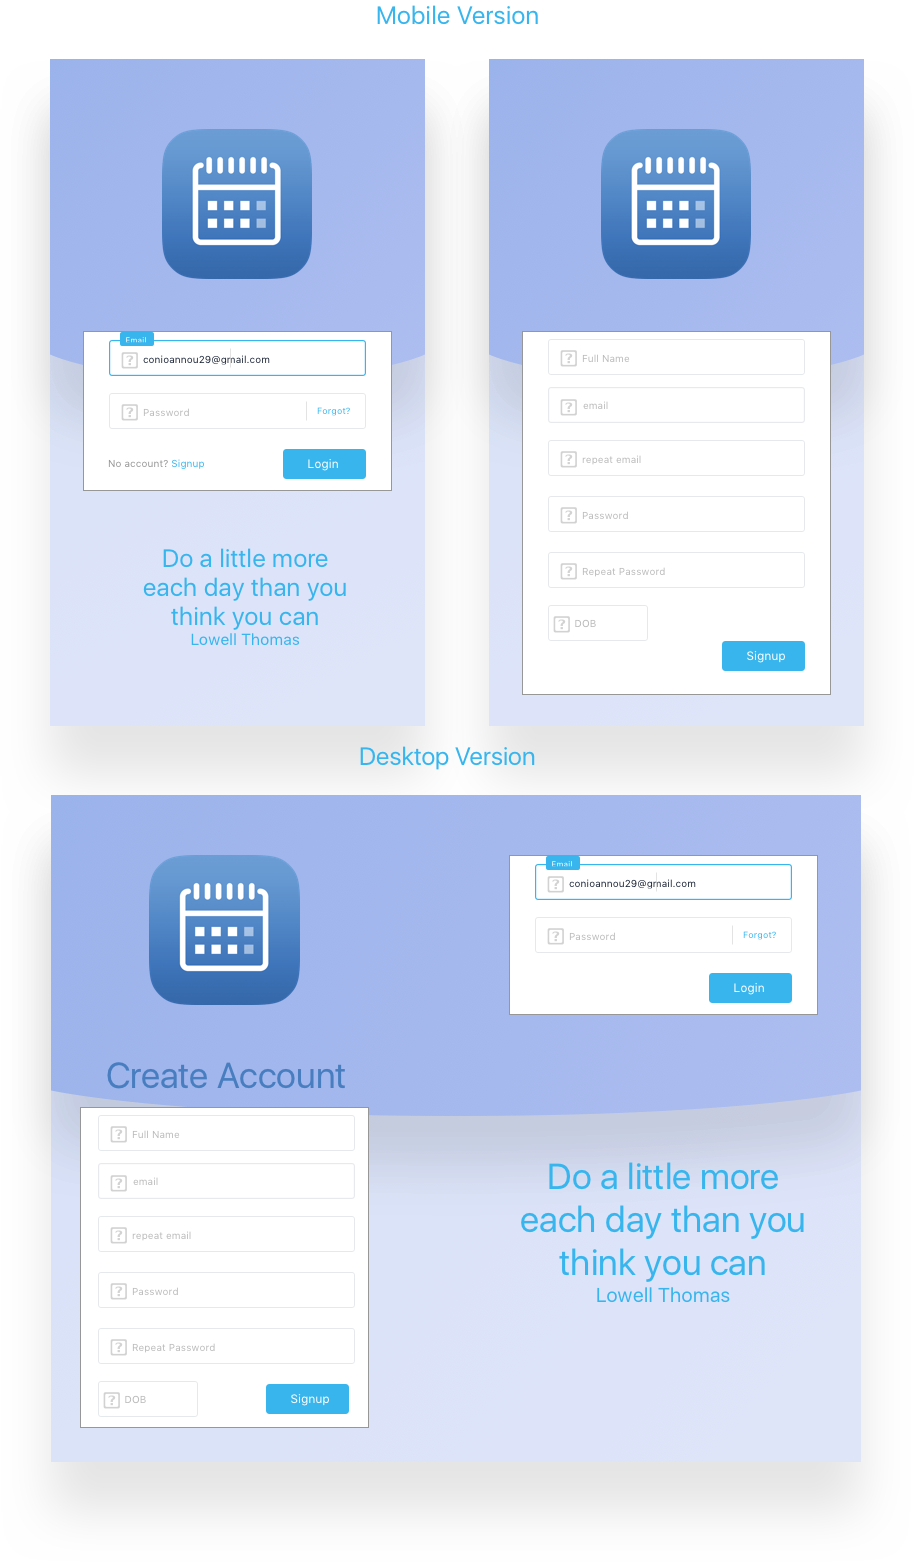 Mobile Version
Email
conioannou29@gmail.com
Password
Forgot?
No account? Signup
Login
Do a little more
each day than you
think you can
Lowell Thomas
Full Name
email
repeat email
Password
Repeat Password
DOB
Signup
Desktop Version
Create Account
Full Name
email
repeat email
Password
Repeat Password
DOB
Signup
Email
conioannou29@gmail.com
Password
Forgot?
Login
Do a little more
each day than you
think you can
Lowell Thomas